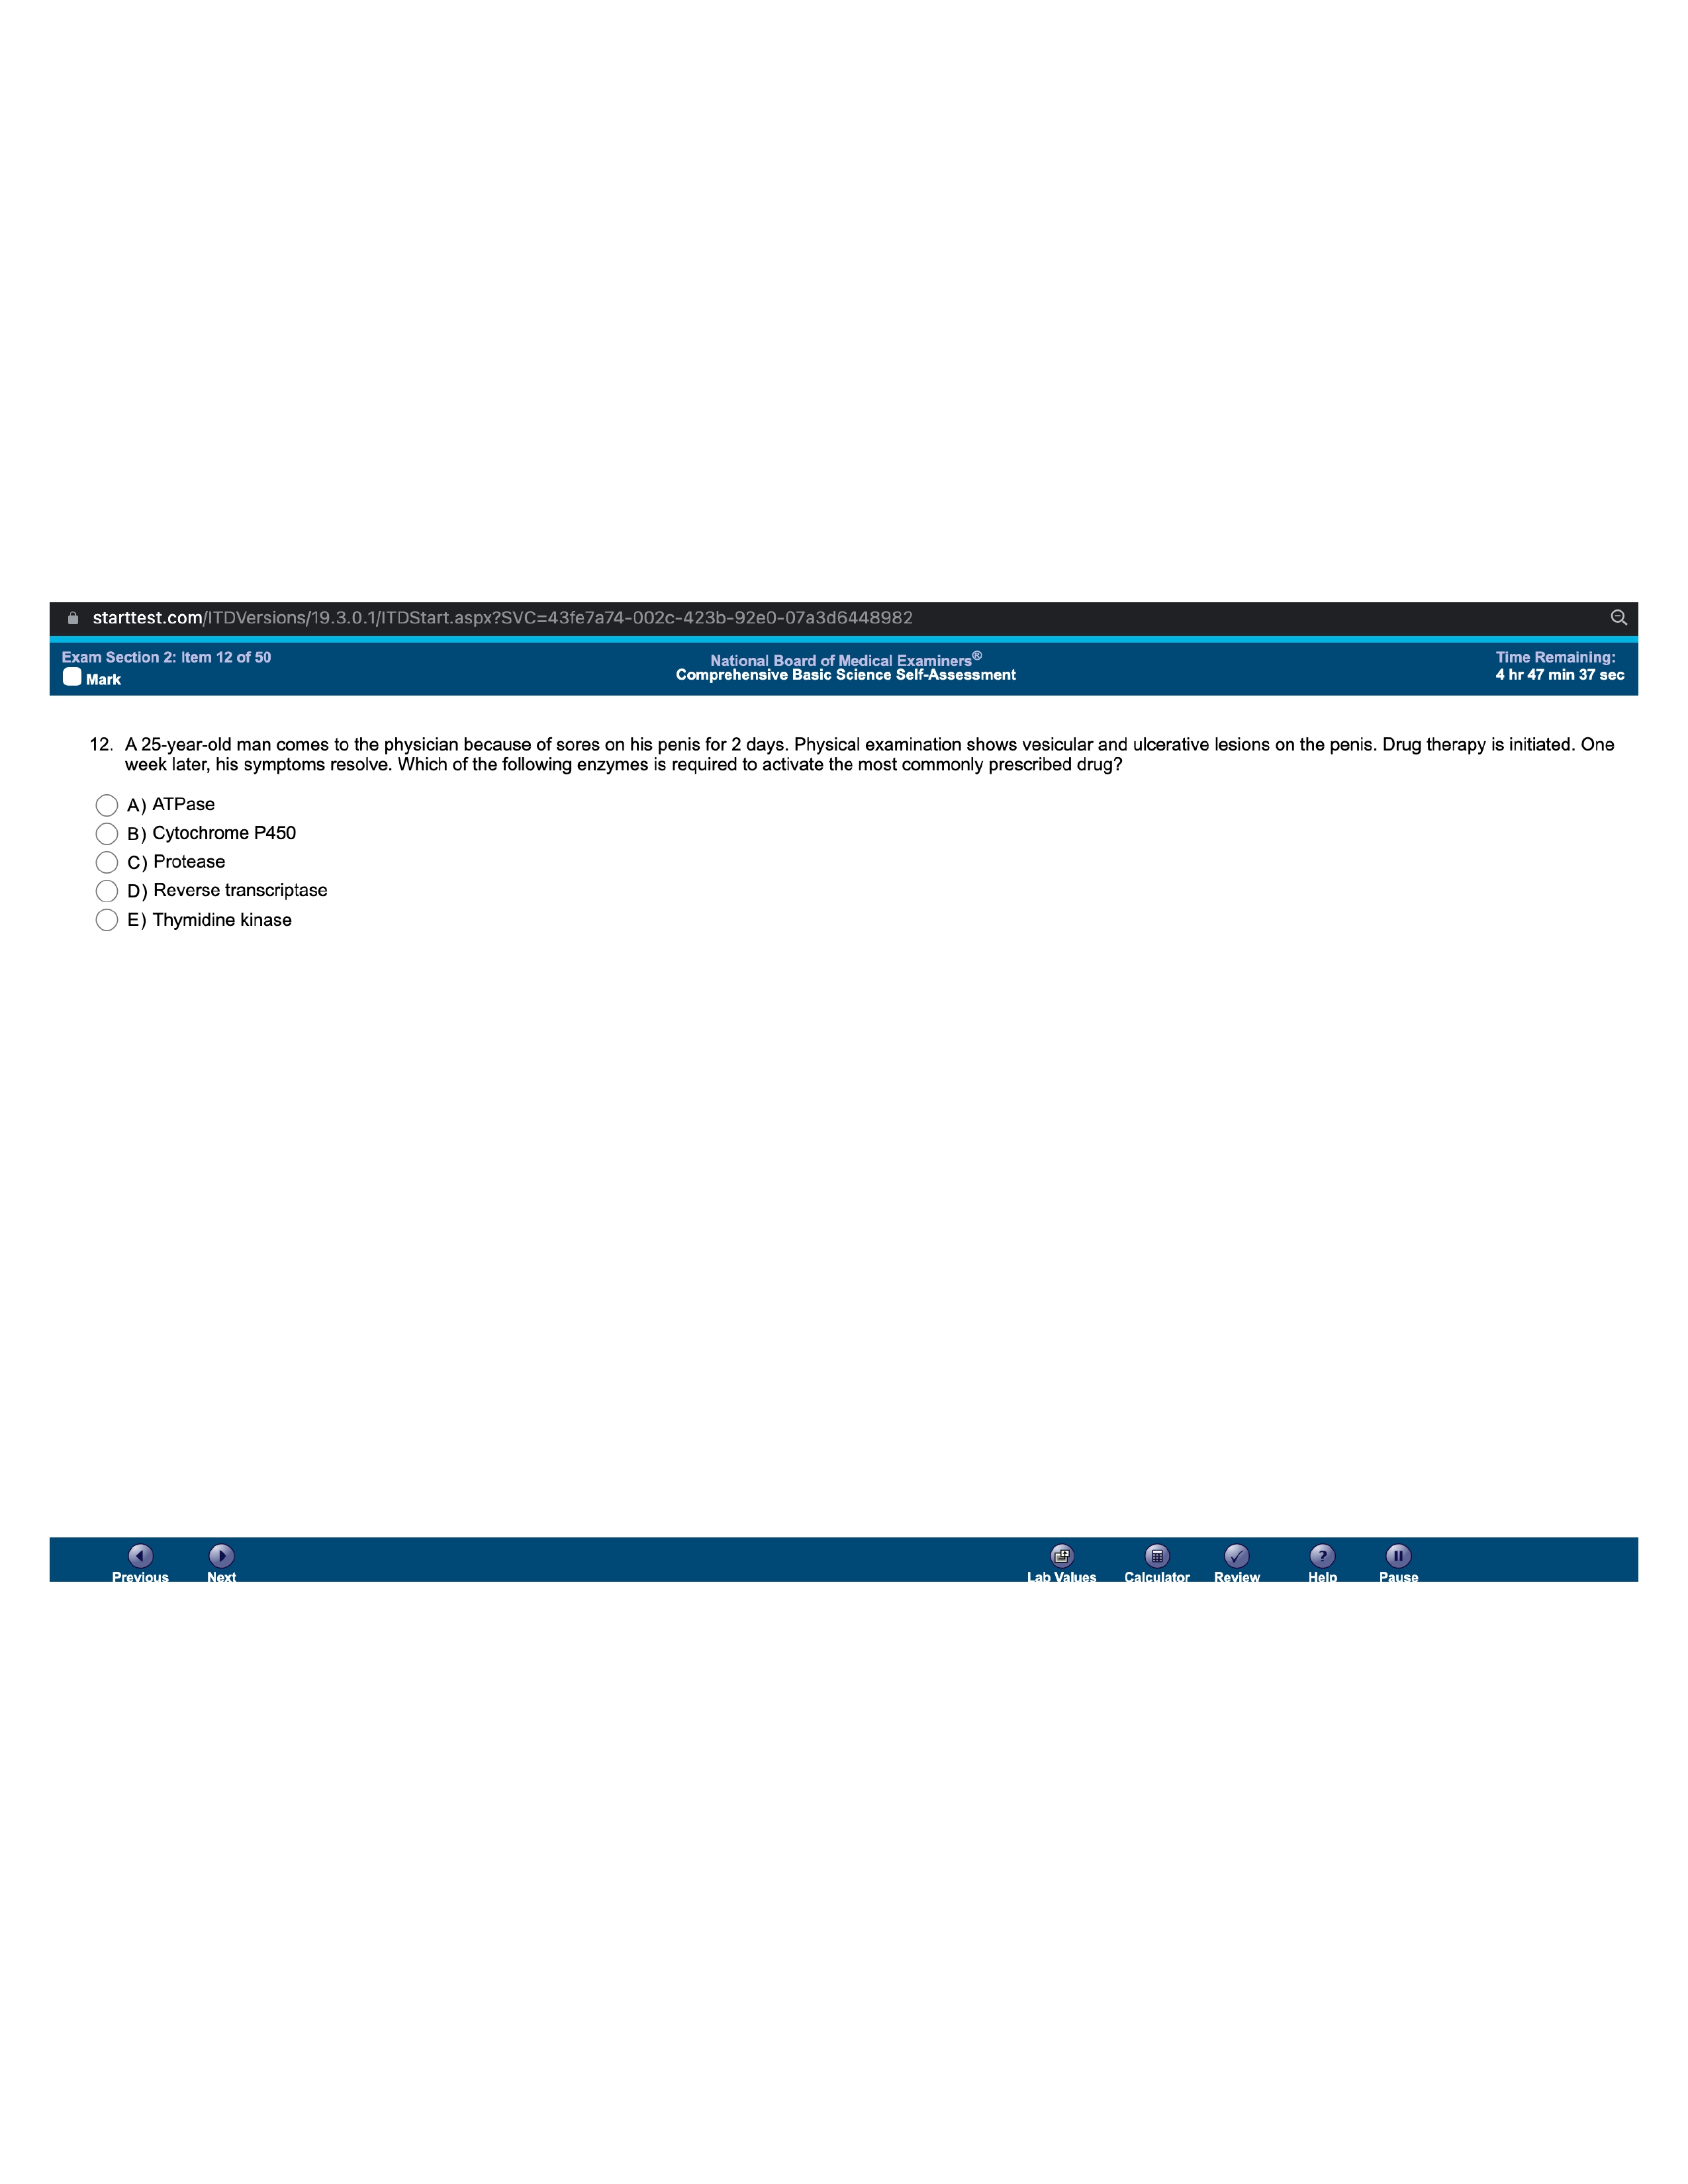 starttest.com/ITDVersions/19.3.0.1/ITDStart.aspx?SVC=43fe7a74-002c-423b-92e0-07a3d6448982
Exam Section 2: Item 12 of 50
National Board of Medical Examiners®
Time Remaining:
Mark
Comprehensive Basic Science Self-Assessment
4 hr 47 min 37 sec
12. A 25-year-old man comes to the physician because of sores on his penis for 2 days. Physical examination shows vesicular and ulcerative lesions on the penis. Drug therapy is initiated. One
week later, his symptoms resolve. Which of the following enzymes is required to activate the most commonly prescribed drug?
A) ATPase
B) Cytochrome P450
C) Protease
D) Reverse transcriptase
E) Thymidine kinase
Previous Next Lab Values Calculator Review Help Pause